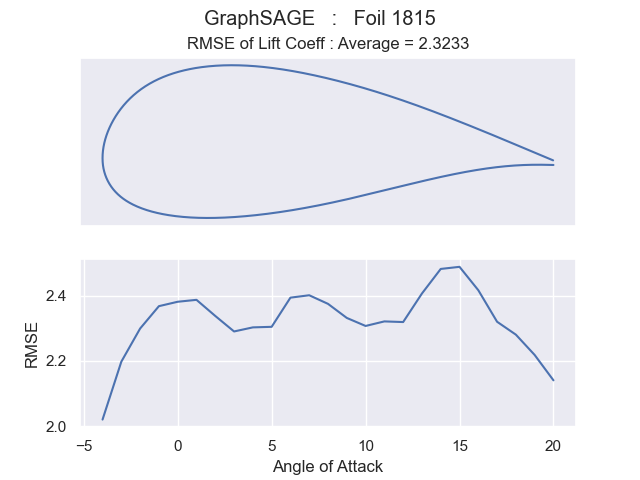 GraphSAGE : Foil 1815
RMSE of Lift Coeff : Average = 2.3233
2.4
2.2
2.0
RMSE
−5 0 5 10 15 20
Angle of Attack